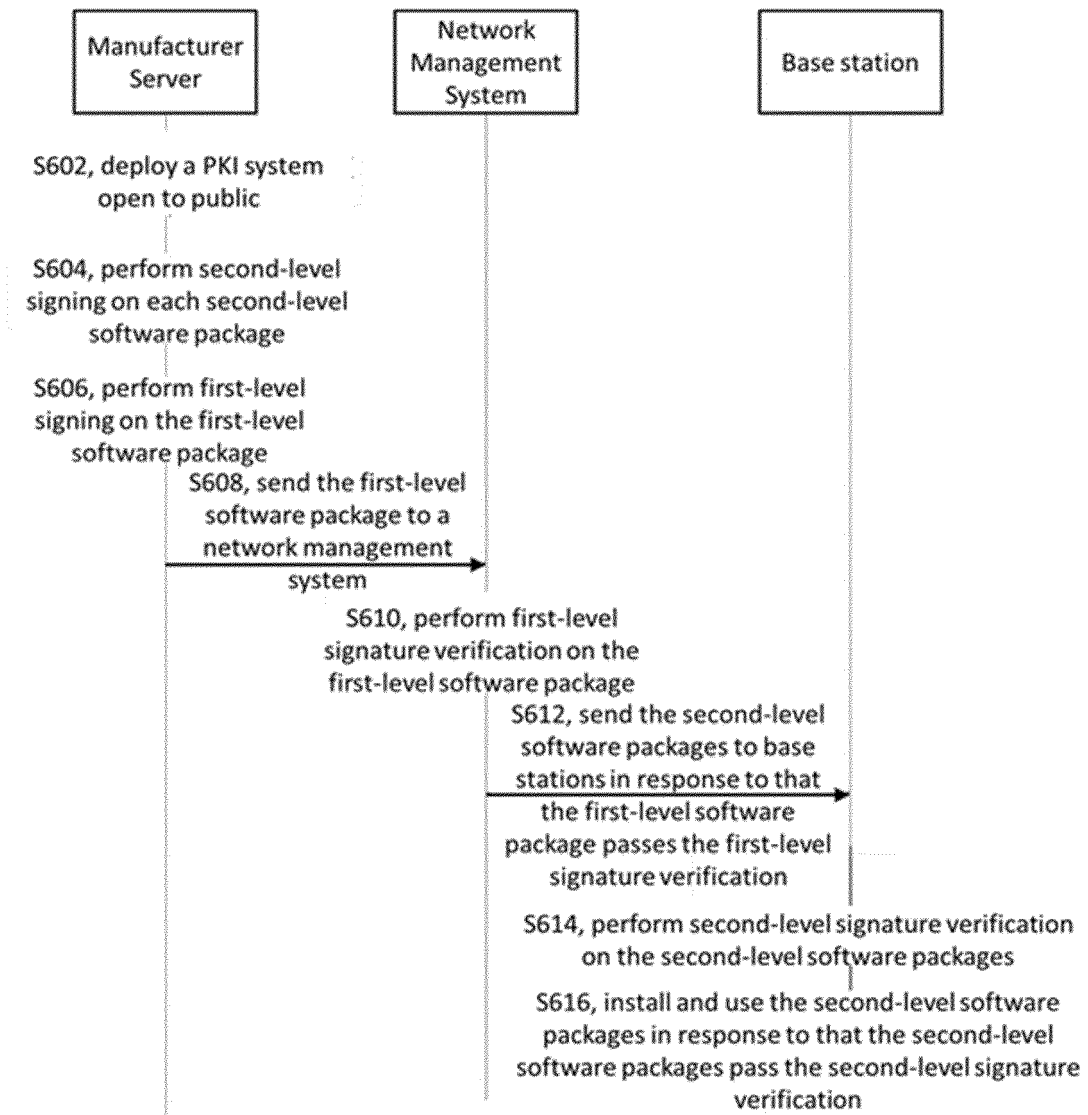 Manufacturer
Server
Network
Management
System
Base station
S602, deploy a PKI system
open to public
S604, perform second-level
signing on each second-level
software package
S606, perform first-level
signing on the first-level
software package
S608, send the first-level
software package to a
network management
system
S610, perform first-level
signature verification on the
first-level software package
S612, send the second-level
software packages to base
stations in response to that
the first-level software
package passes the first-level
signature verification
S614, perform second-level signature verification
on the second-level software packages
S616, install and use the second-level software
packages in response to that the second-level
software packages pass the second-level signature
verification